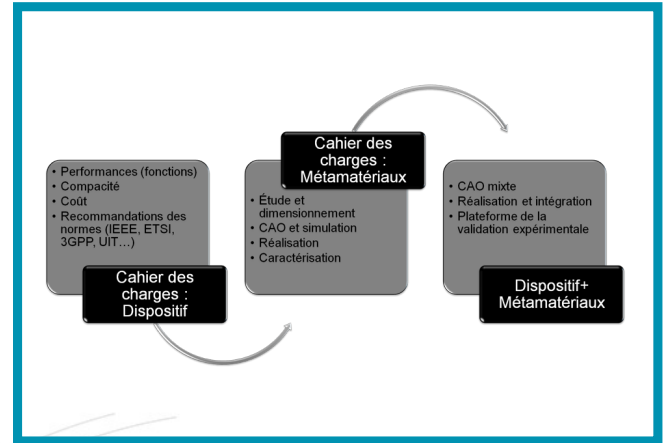 • Performances (fonctions)
• Compacité
• Coût
• Recommandations des
normes (IEEE, ETSI,
3GPP, UIT…)
Cahier des
charges :
Dispositif
Cahier des
charges :
Métamatériaux
• Étude et
dimensionnement
• CAO et simulation
• Réalisation
• Caractérisation
• CAO mixte
• Réalisation et intégration
• Plateforme de la
validation expérimentale
Dispositif+
Métamatériaux